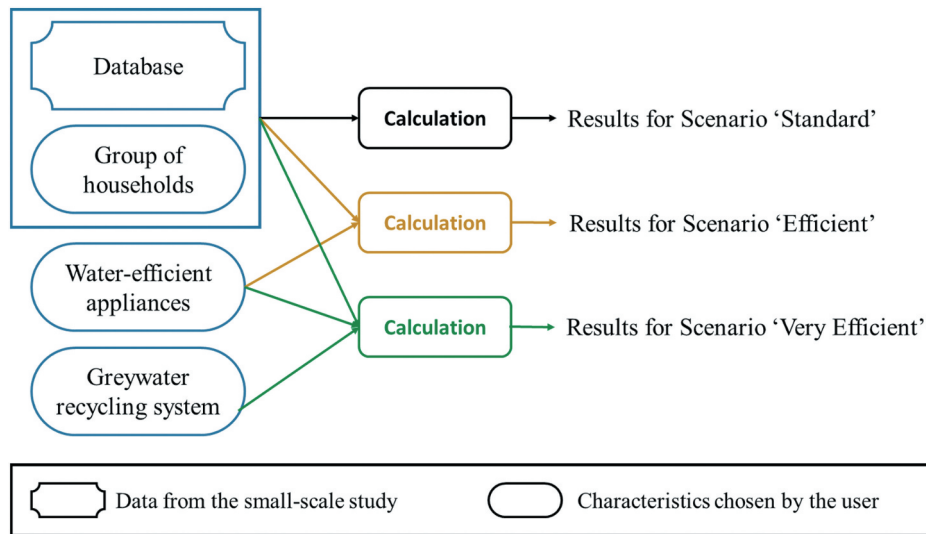 Database
Group of
households
Water-efficient
appliances
Greywater
recycling system
Calculation
Results for Scenario ‘Standard’
Calculation
Results for Scenario ‘Efficient’
Calculation
Results for Scenario ‘Very Efficient’
Data from the small-scale study
Characteristics chosen by the user